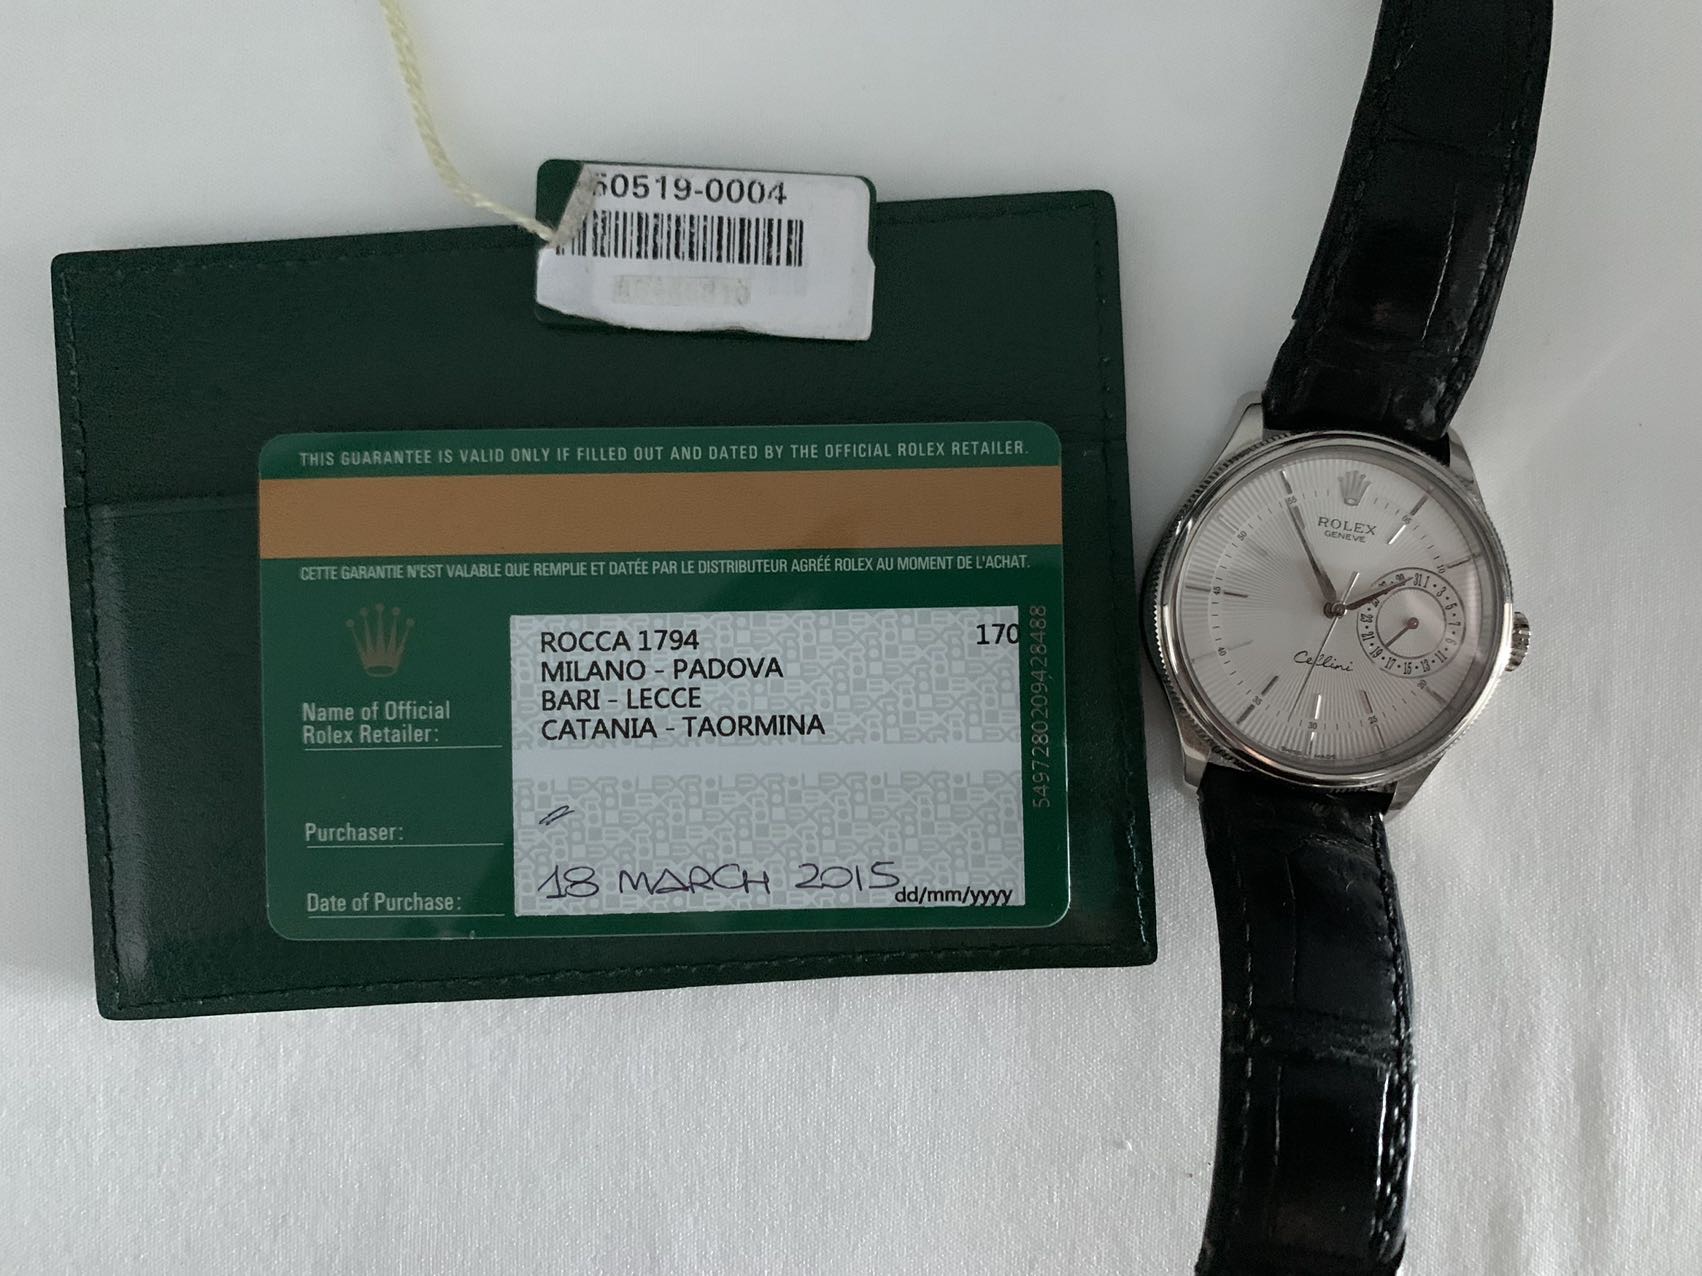 50519-0004
THIS GUARANTEE IS VALID ONLY IF FILLED OUT AND DATED BY THE OFFICIAL ROLEX RETAILER.
CETTE GARANTIE N'EST VALABLE QUE REMPLIE ET DATÉE PAR LE DISTRIBUTEUR AGRÉÉ ROLEX AU MOMENT DE L'ACHAT.
ROCCA 1794 170
MILANO - PADOVA
BARI - LECCE
CATANIA - TAORMINA
Name of Official
Rolex Retailer:
Purchaser:
Date of Purchase:
18 MARCH 2015
dd/mm/yyyy
5497280209428488
ROLEX
GENEVE
Cellini